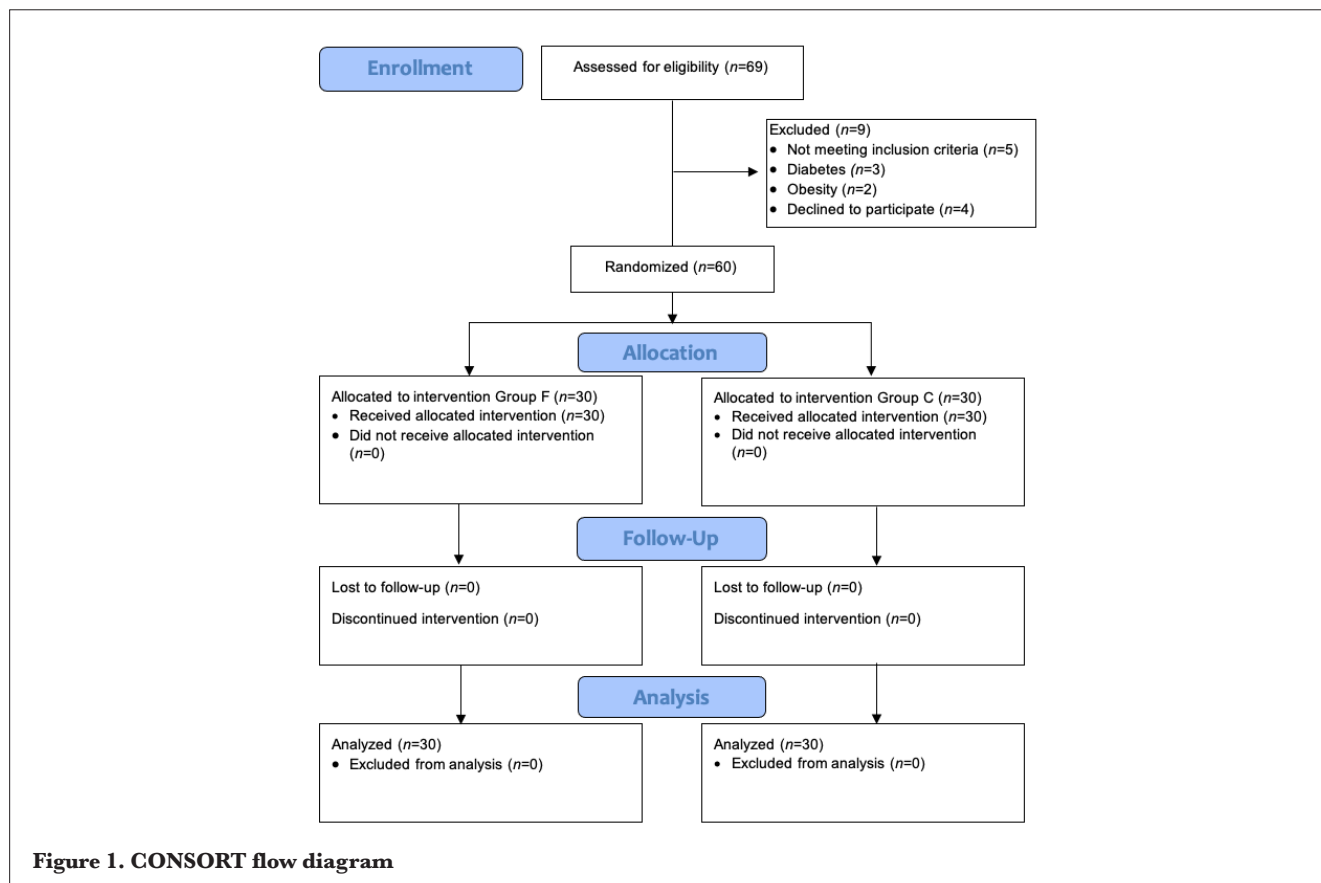 Enrollment
Assessed for eligibility (n=69)
Excluded (n=9)
● Not meeting inclusion criteria (n=5)
● Diabetes (n=3)
● Obesity (n=2)
● Declined to participate (n=4)
Randomized (n=60)
Allocation
Allocated to intervention Group F (n=30)
• Received allocated intervention (n=30)
● Did not receive allocated intervention
(n=0)
Allocated to intervention Group C (n=30)
• Received allocated intervention (n=30)
• Did not receive allocated intervention
(n=0)
Follow-Up
Lost to follow-up (n=0)
Discontinued intervention (n=0)
Lost to follow-up (n=0)
Discontinued intervention (n=0)
Analysis
Analyzed (n=30)
● Excluded from analysis (n=0)
Analyzed (n=30)
• Excluded from analysis (n=0)
Figure 1. CONSORT flow diagram